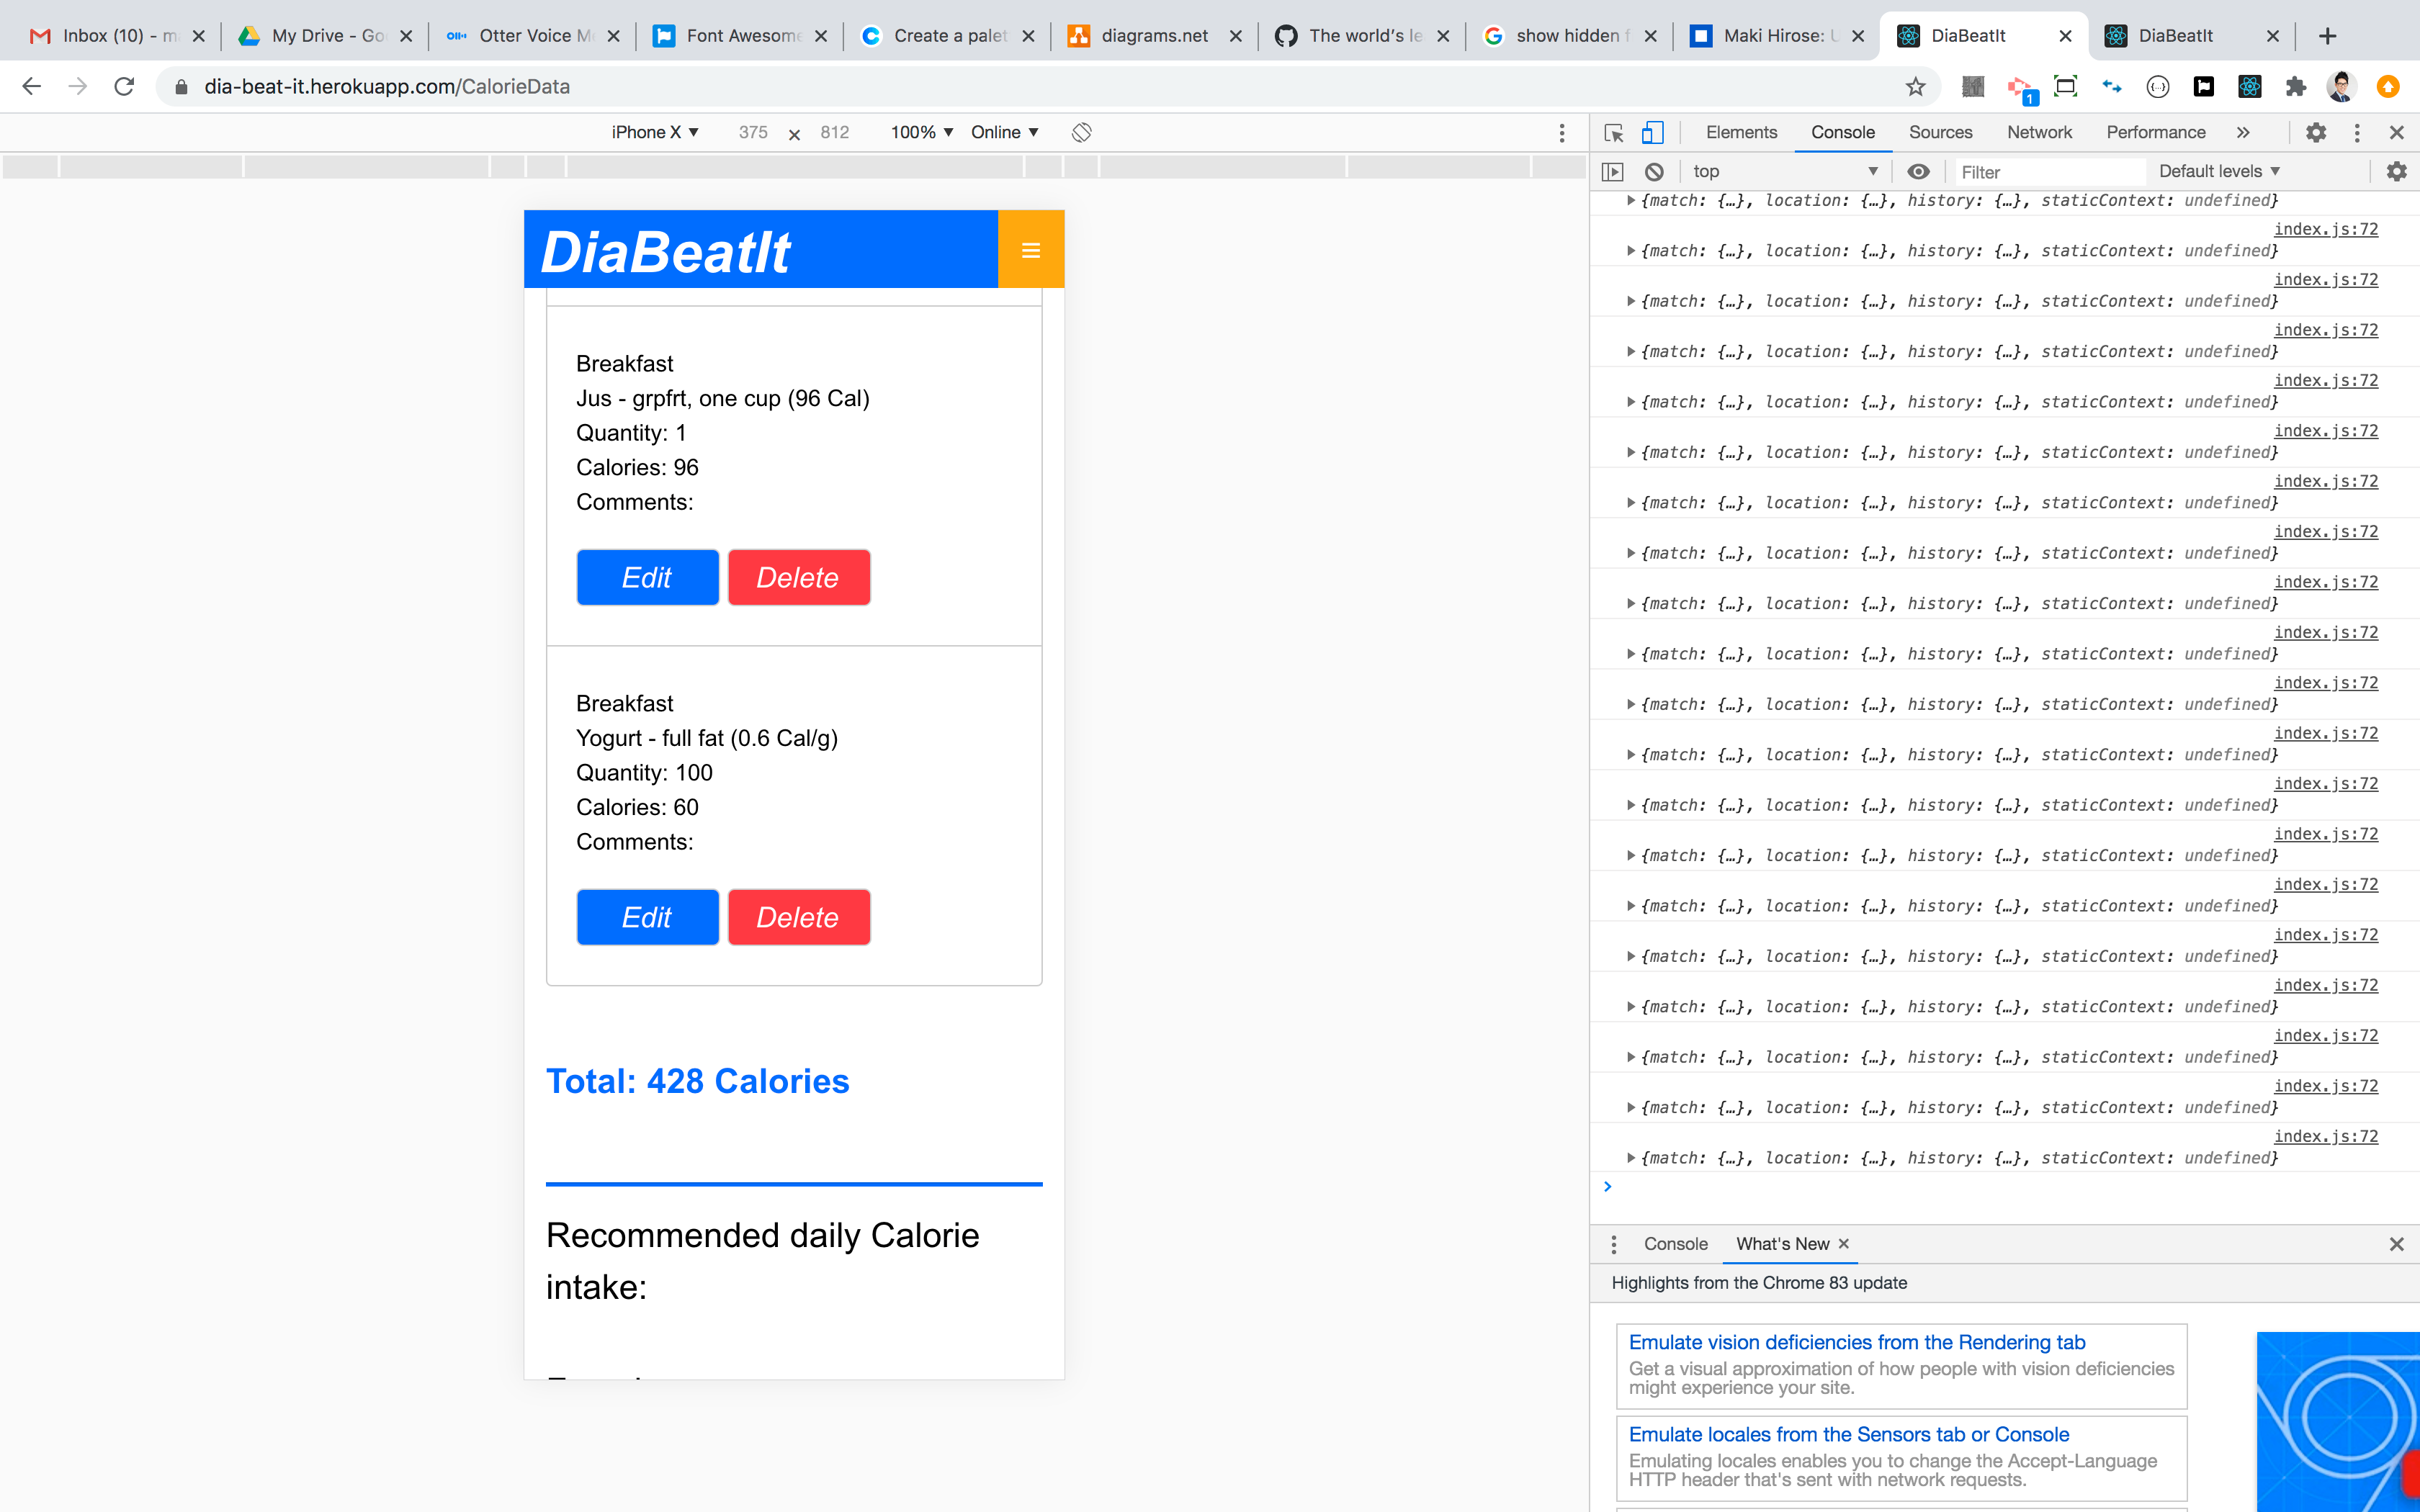 Inbox (10) - m
My Drive - Go
Otter Voice M
Font Awesome
Create a palet
diagrams.net
The world's le
show hidden f
Maki Hirose: U
DiaBeatIt
DiaBeatIt
dia-beat-it.herokuapp.com/CalorieData
1
iPhone X ▼ 375 × 812 100% ▼ Online ▼
Elements Console Sources Network Performance »
top ▼ Filter Default levels ▼
DiaBeatIt
Breakfast
Jus - grpfrt, one cup (96 Cal)
Quantity: 1
Calories: 96
Comments:
Edit Delete
Breakfast
Yogurt - full fat (0.6 Cal/g)
Quantity: 100
Calories: 60
Comments:
Edit Delete
Total: 428 Calories
Recommended daily Calorie
intake:
{match: {…}, location: {…}, history: {…}, staticContext: undefined}
index.js:72
{match: {…}, location: {…}, history: {…}, staticContext: undefined}
index.js:72
{match: {…}, location: {…}, history: {…}, staticContext: undefined}
index.js:72
{match: {…}, location: {…}, history: {…}, staticContext: undefined}
index.js:72
{match: {…}, location: {…}, history: {…}, staticContext: undefined}
index.js:72
{match: {…}, location: {…}, history: {…}, staticContext: undefined}
index.js:72
{match: {…}, location: {…}, history: {…}, staticContext: undefined}
index.js:72
{match: {…}, location: {…}, history: {…}, staticContext: undefined}
index.js:72
{match: {…}, location: {…}, history: {…}, staticContext: undefined}
index.js:72
{match: {…}, location: {…}, history: {…}, staticContext: undefined}
index.js:72
{match: {…}, location: {…}, history: {…}, staticContext: undefined}
index.js:72
{match: {…}, location: {…}, history: {…}, staticContext: undefined}
index.js:72
{match: {…}, location: {…}, history: {…}, staticContext: undefined}
index.js:72
{match: {…}, location: {…}, history: {…}, staticContext: undefined}
index.js:72
{match: {…}, location: {…}, history: {…}, staticContext: undefined}
index.js:72
{match: {…}, location: {…}, history: {…}, staticContext: undefined}
index.js:72
{match: {…}, location: {…}, history: {…}, staticContext: undefined}
index.js:72
{match: {…}, location: {…}, history: {…}, staticContext: undefined}
index.js:72
{match: {…}, location: {…}, history: {…}, staticContext: undefined}
index.js:72
{match: {…}, location: {…}, history: {…}, staticContext: undefined}
Console What's New
Highlights from the Chrome 83 update
Emulate vision deficiencies from the Rendering tab
Get a visual approximation of how people with vision deficiencies
might experience your site.
Emulate locales from the Sensors tab or Console
Emulating locales enables you to change the Accept-Language
HTTP header that's sent with network requests.